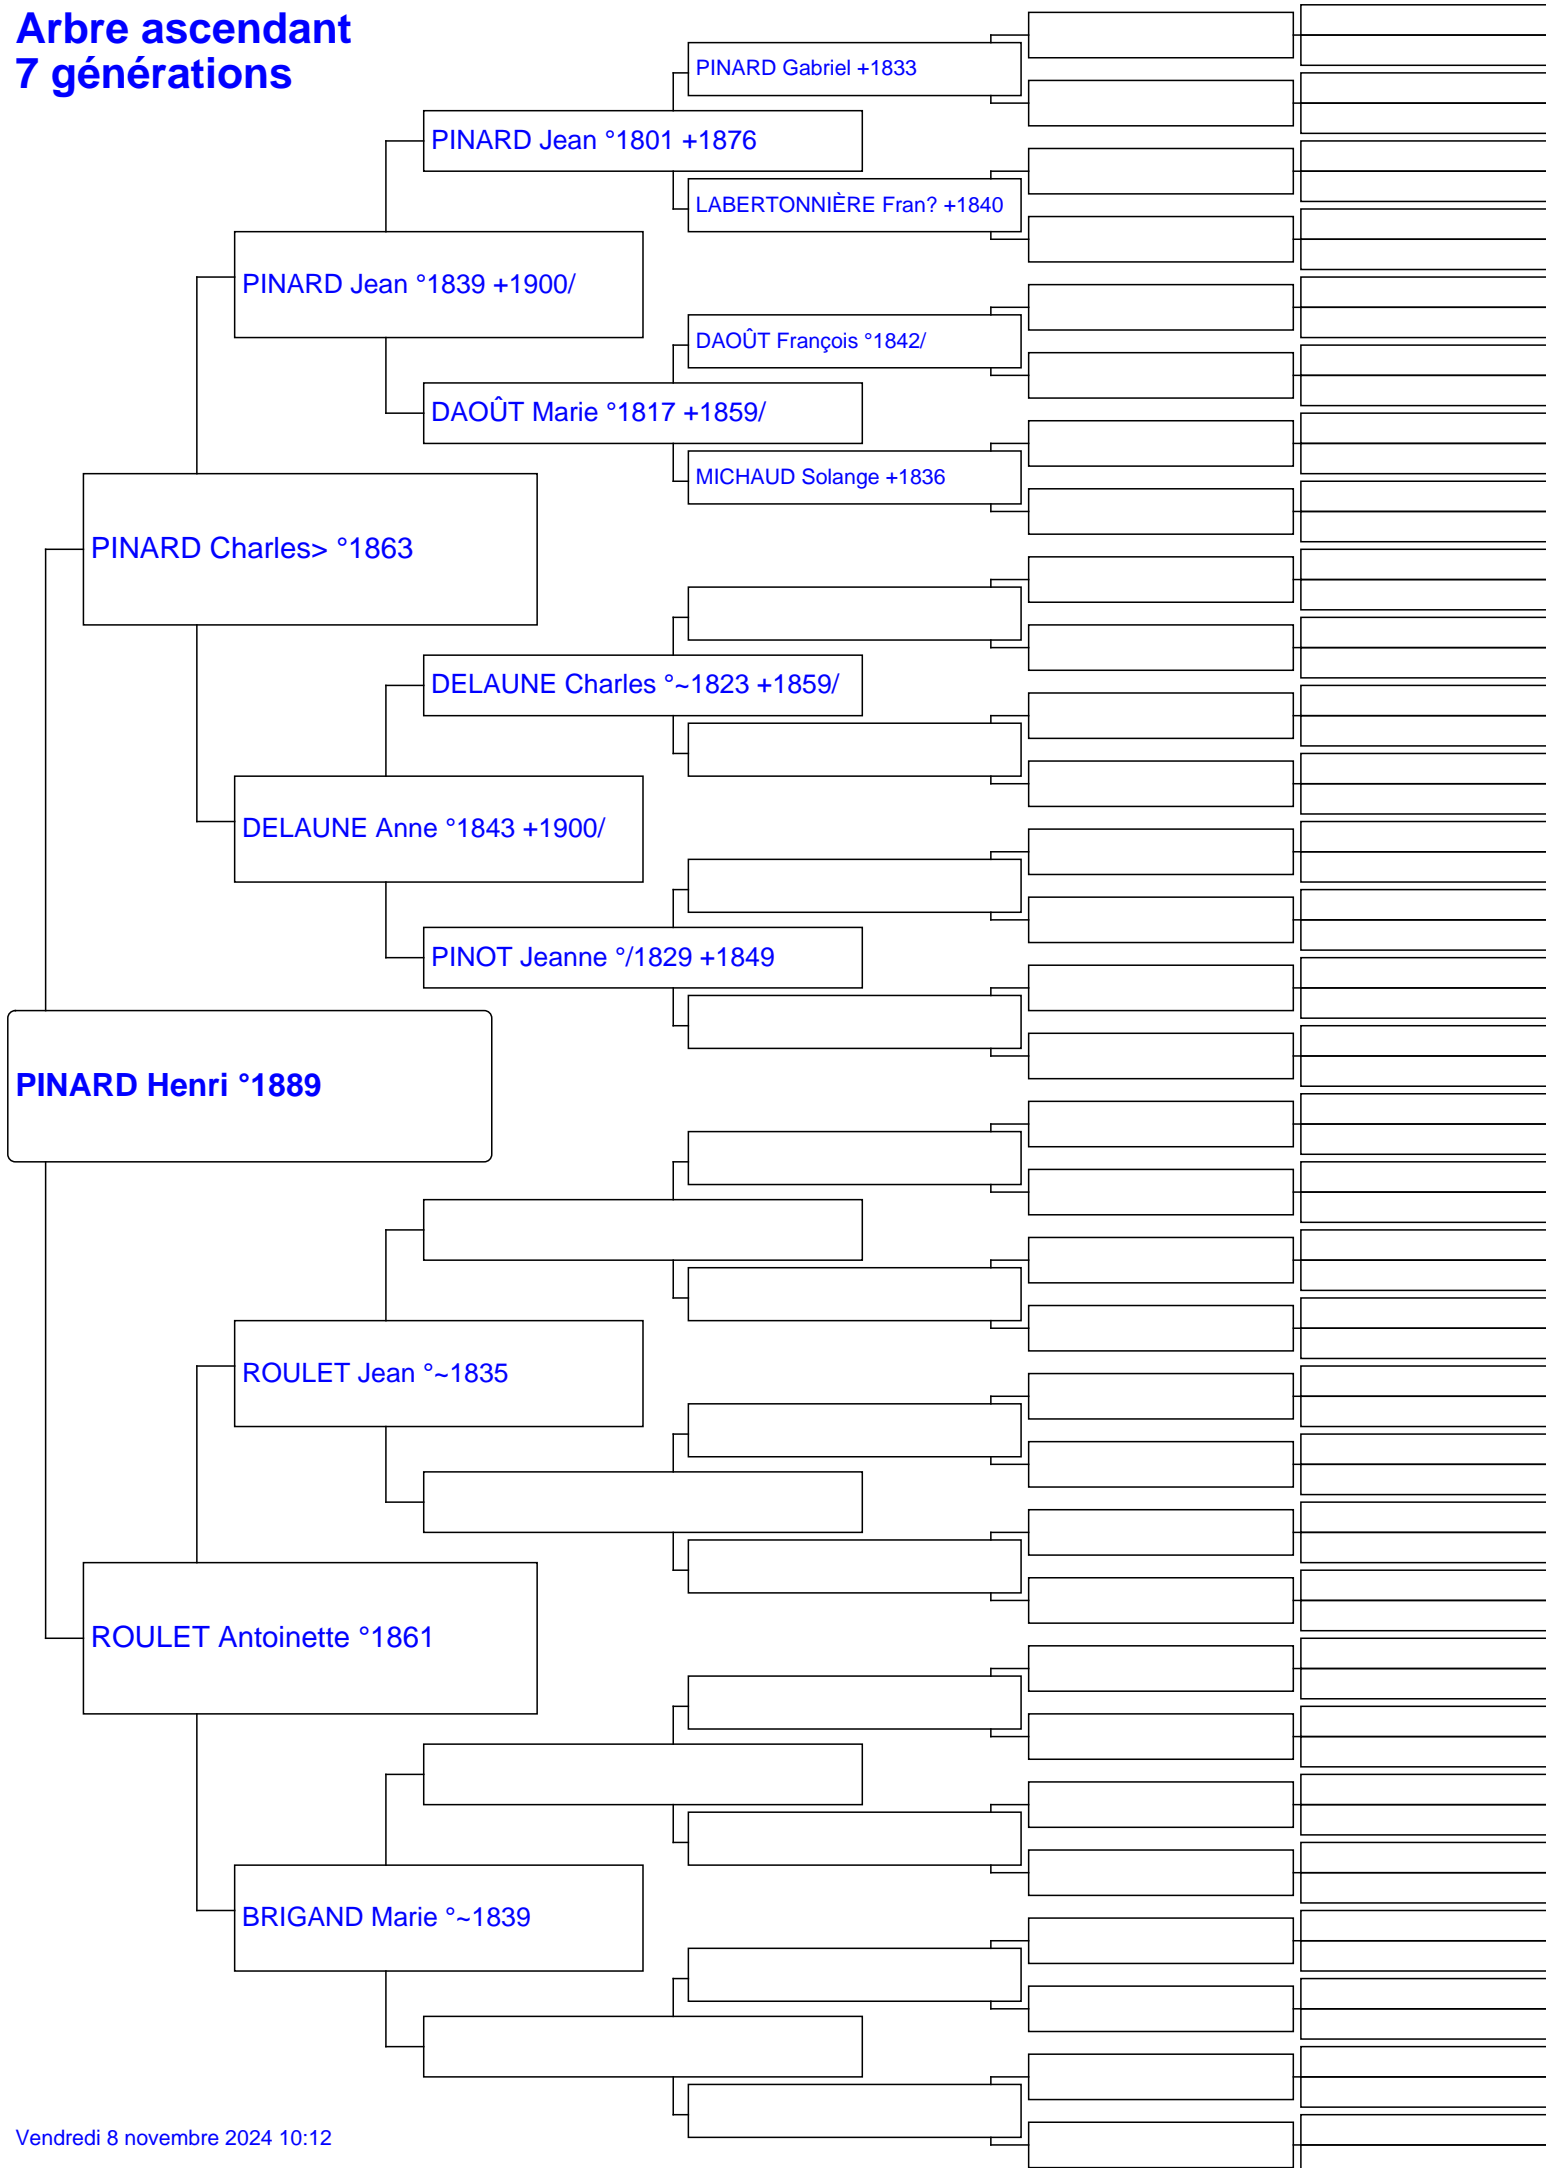 Arbre ascendant
7 générations
PINARD Gabriel +1833
PINARD Jean °1801 +1876
LABERTONNIÈRE Fran? +1840
PINARD Jean °1839 +1900/
DAOÛT François °1842/
DAOÛT Marie °1817 +1859/
MICHAUD Solange +1836
PINARD Charles> °1863
DELAUNE Charles °~1823 +1859/
DELAUNE Anne °1843 +1900/
PINOT Jeanne °/1829 +1849
PINARD Henri °1889
ROULET Jean °~1835
ROULET Antoinette °1861
BRIGAND Marie °~1839
Vendredi 8 novembre 2024 10:12